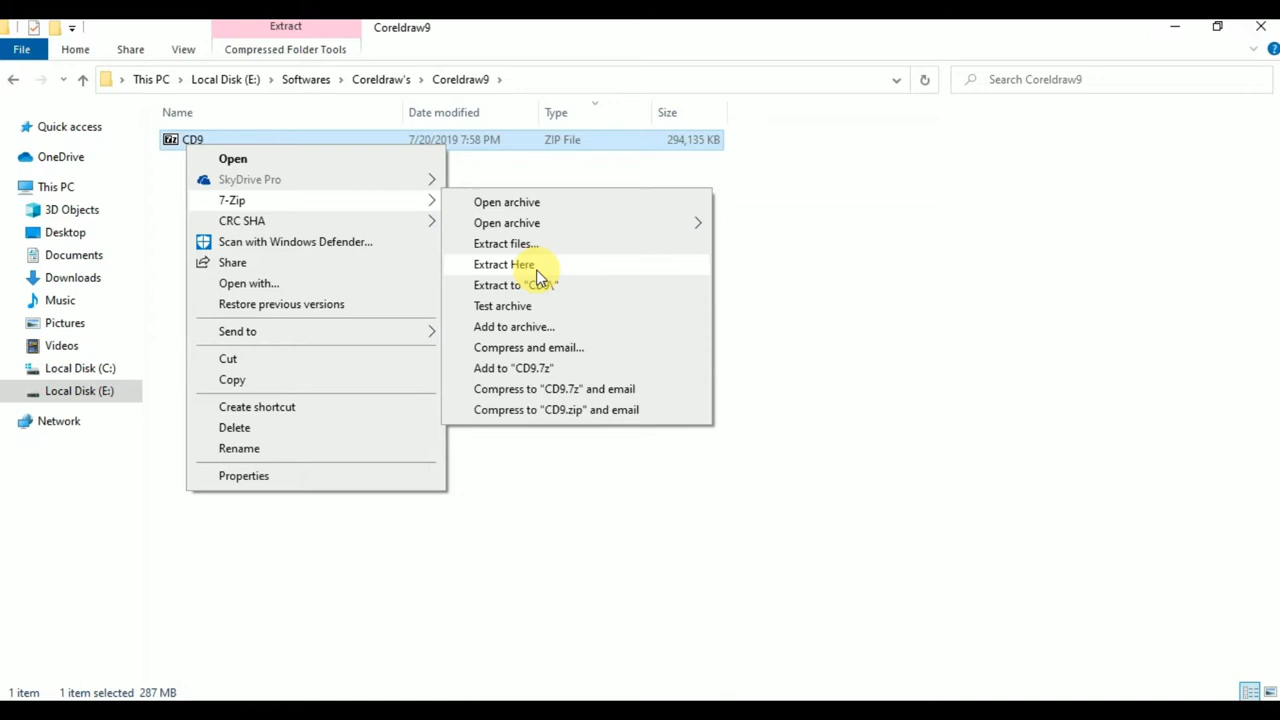 Extract
Coreldraw9
File
Home
Share
View
Compressed Folder Tools
This PC
Local Disk (E:)
Softwares
Coreldraw's
Coreldraw9
Search Coreldraw9
Name
Date modified
Type
Size
Quick access
OneDrive
This PC
3D Objects
Desktop
Documents
Downloads
Music
Pictures
Videos
Local Disk (C:)
Local Disk (E:)
Network
CD9
7/20/2019 7:58 PM
ZIP File
294,135 KB
Open
SkyDrive Pro
7-Zip
CRC SHA
Scan with Windows Defender...
Share
Open with...
Restore previous versions
Send to
Cut
Copy
Create shortcut
Delete
Rename
Properties
Open archive
Open archive
Extract files...
Extract Here
Extract to "CD9\"
Test archive
Add to archive...
Compress and email...
Add to "CD9.7z"
Compress to "CD9.7z" and email
Compress to "CD9.zip" and email
1 item
1 item selected 287 MB